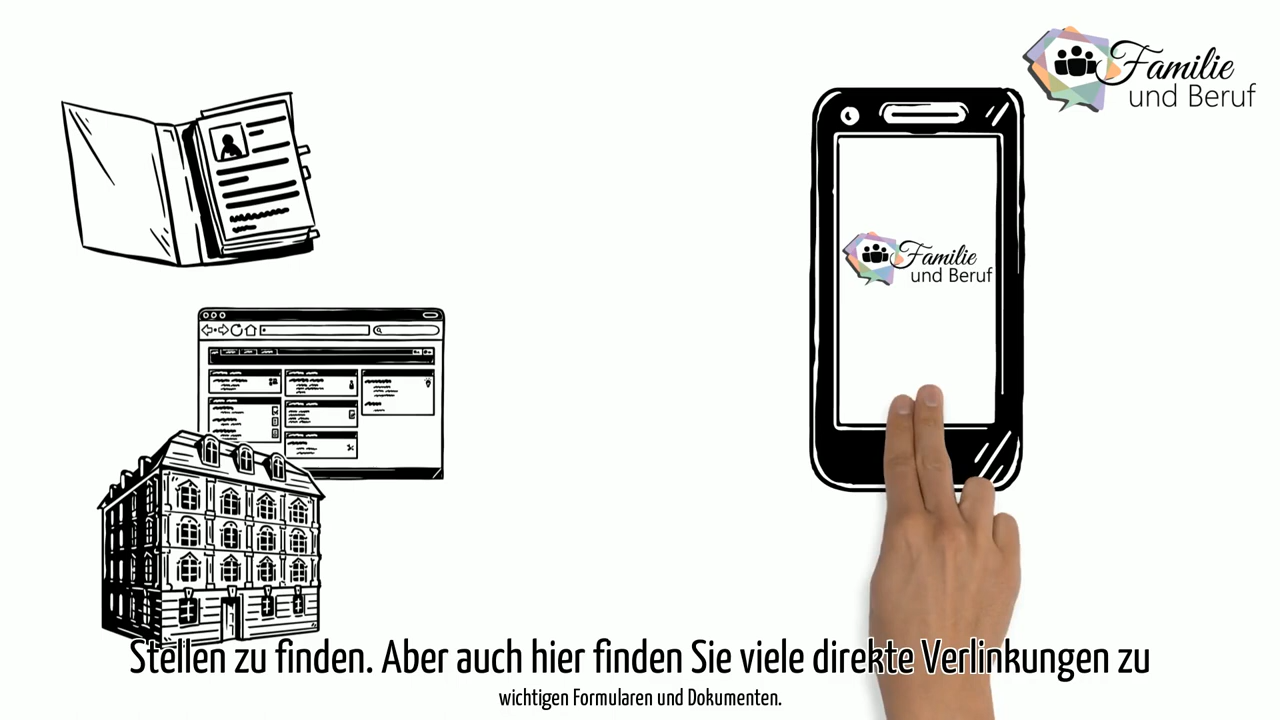 Familie
und Beruf
Familie
und Beruf
Stellen zu finden. Aber auch hier finden Sie viele direkte Verlinkungen zu
wichtigen Formularen und Dokumenten.